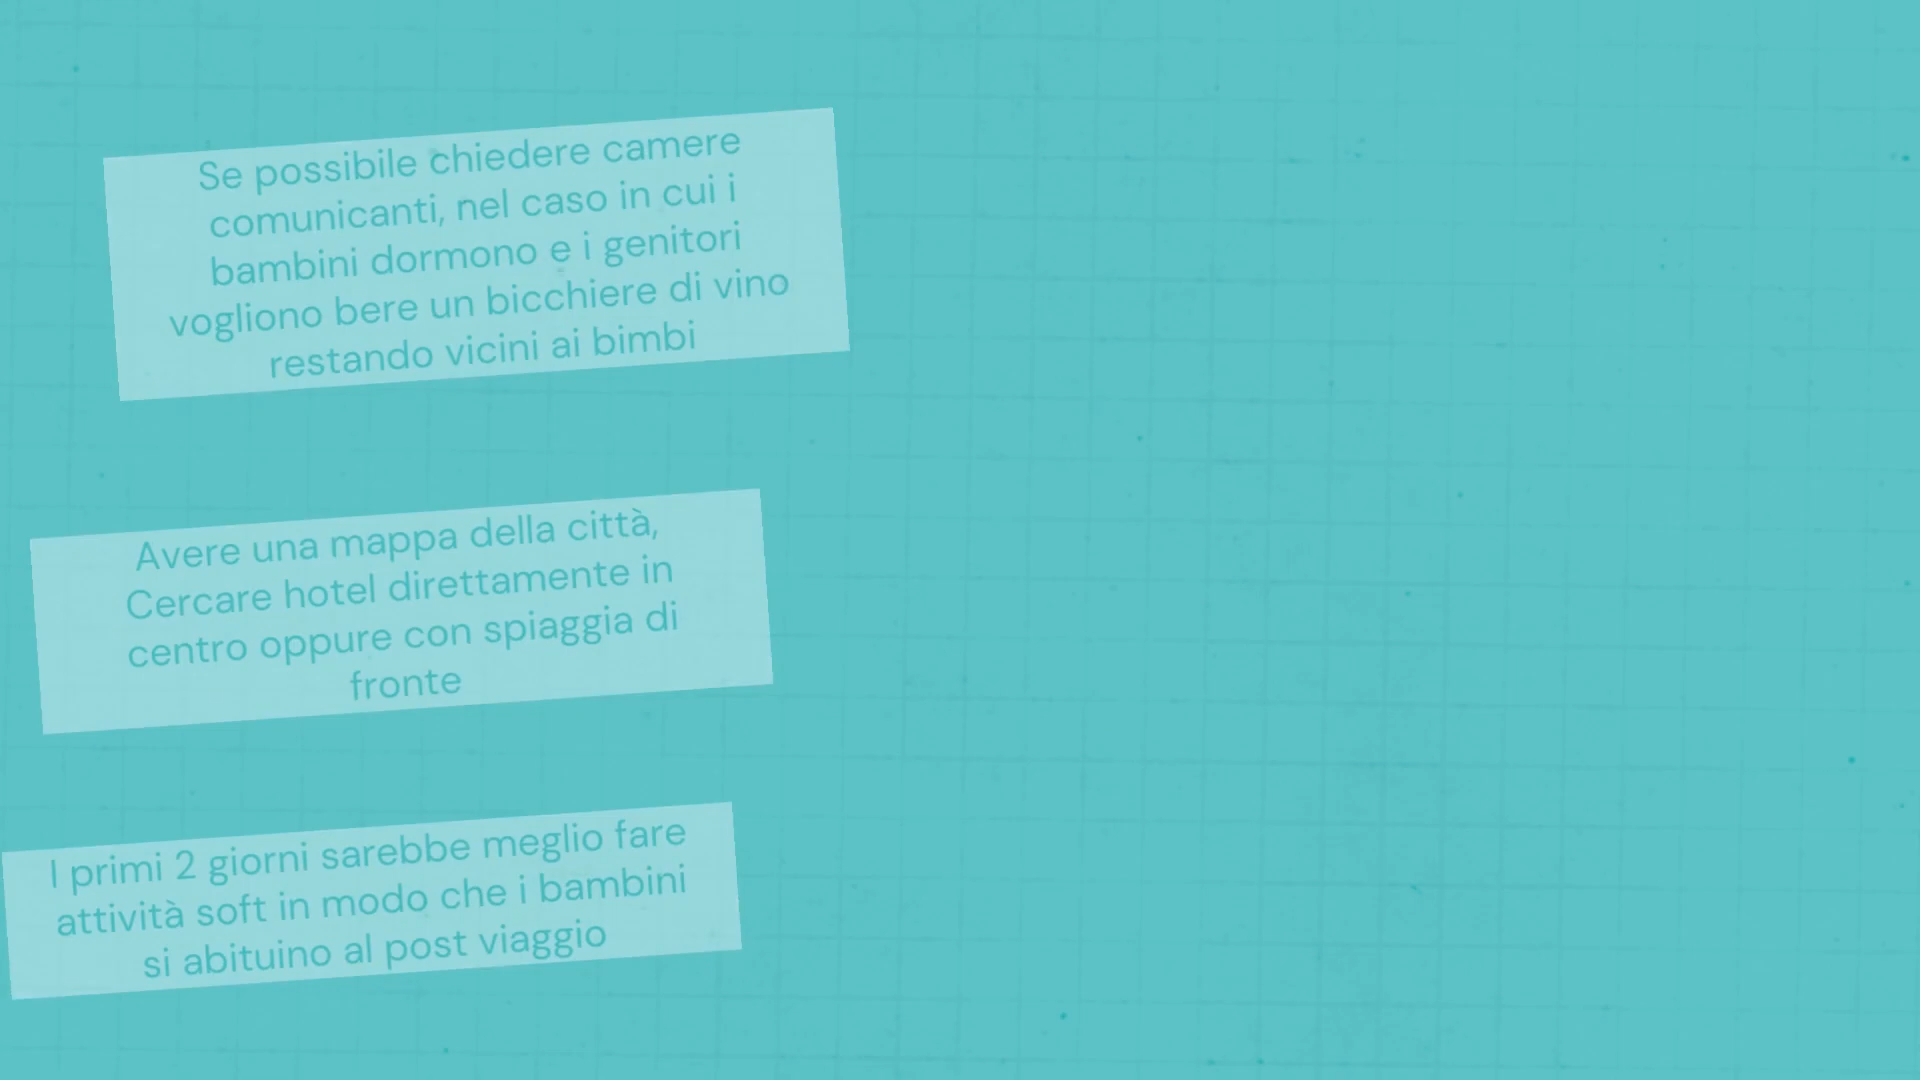 Se possibile chiedere camere
comunicanti, nel caso in cui i
bambini dormono e i genitori
vogliono bere un bicchiere di vino
restando vicini ai bimbi
Avere una mappa della città,
Cercare hotel direttamente in
centro oppure con spiaggia di
fronte
I primi 2 giorni sarebbe meglio fare
attività soft in modo che i bambini
si abituino al post viaggio